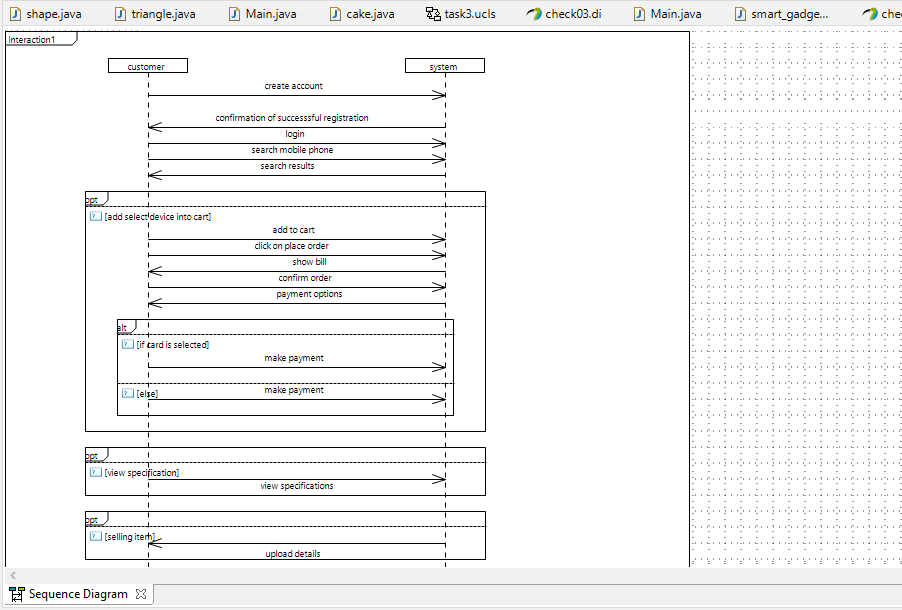 shape.java triangle.java Main.java cake.java task3.ucls check03.di Main.java smart_gadge...
Interaction1
customer system
create account
confirmation of successsful registration
login
search mobile phone
search results
opt
[add select device into cart]
add to cart
click on place order
show bill
confirm order
payment options
alt
[if card is selected]
make payment
make payment
[else]
opt
[view specification]
view specifications
opt
[selling item]
upload details
Sequence Diagram